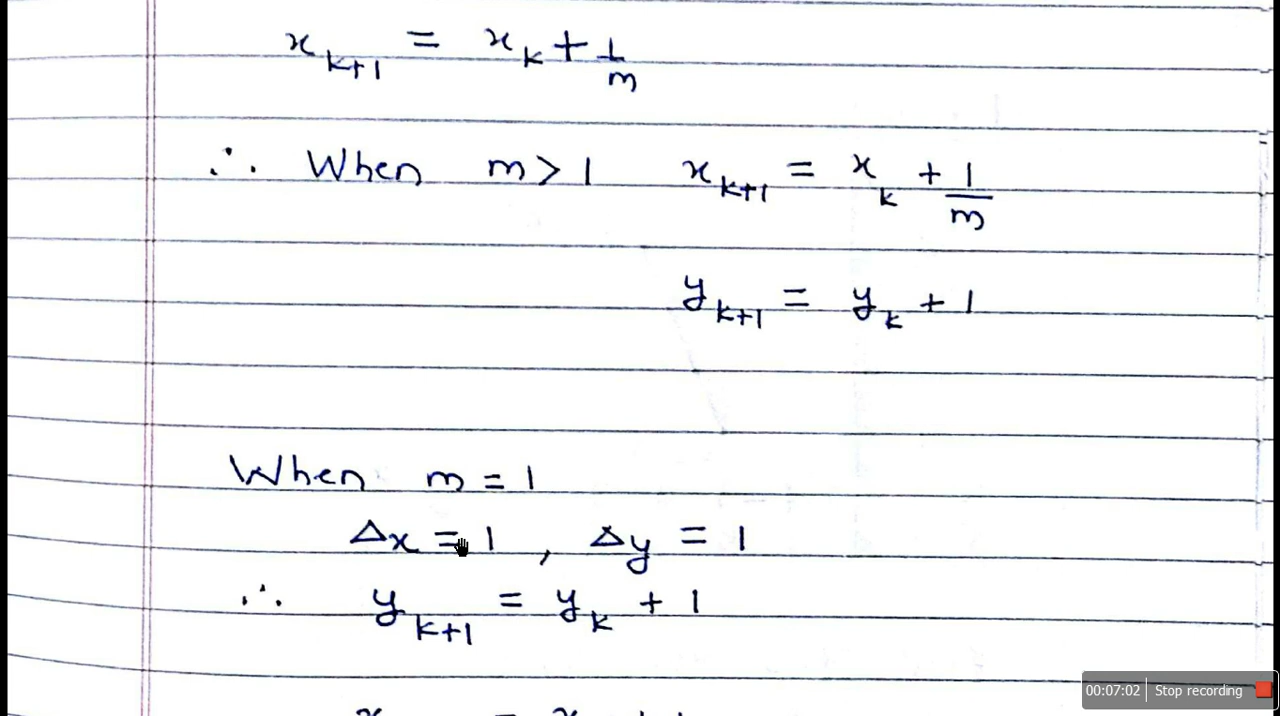 x_{k+1} = x_k + 1/m
∴ When m > 1 x_{k+1} = x_k + 1/m
y_{k+1} = y_k + 1
When m = 1
Δx = 1 , Δy = 1
∴ y_{k+1} = y_k + 1
00:07:02 Stop recording